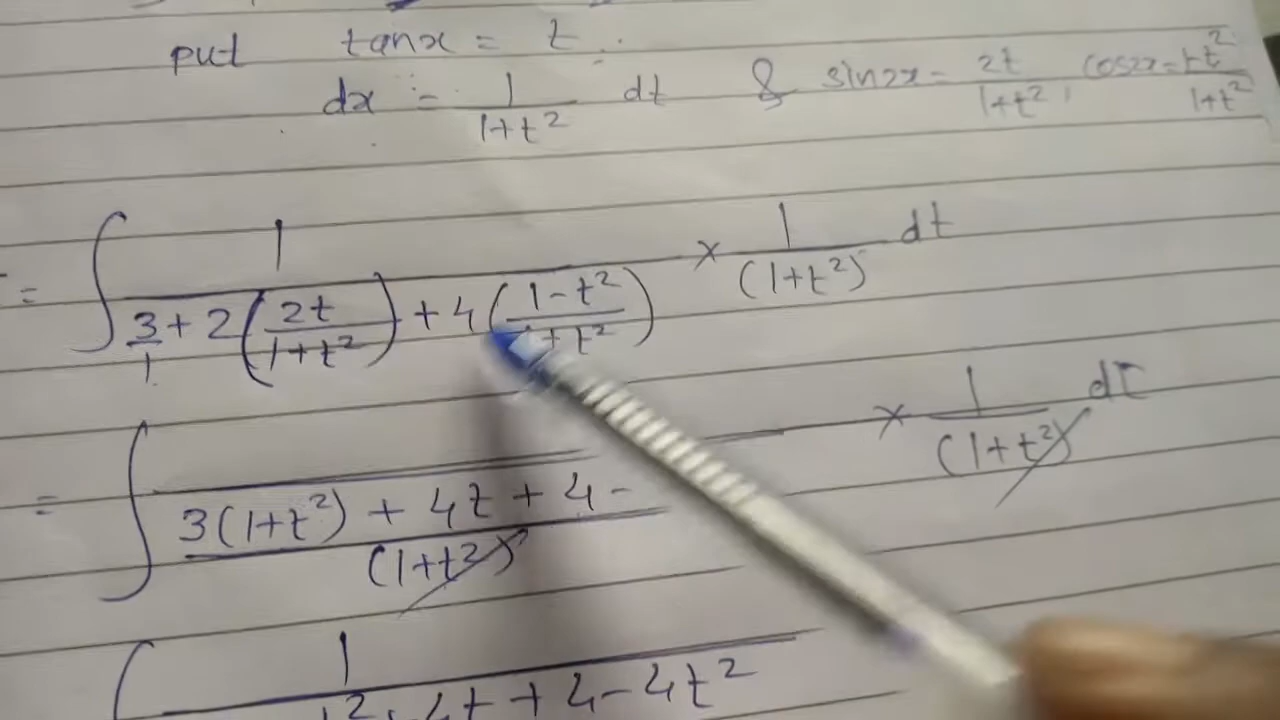 put tanx = t
dx = 1/(1+t²) dt & sin2x = 2t/(1+t²), cos2x = 1-t²/(1+t²)
= ∫ 1/(3/1 + 2(2t/(1+t²)) + 4(1-t²/(1+t²))) × 1/(1+t²) dt
= ∫ /(3(1+t²) + 4t + 4 - /(1+t²)) × 1/(1+t²) dt
∫ 1/( t² + 4t + 4 - 4t²